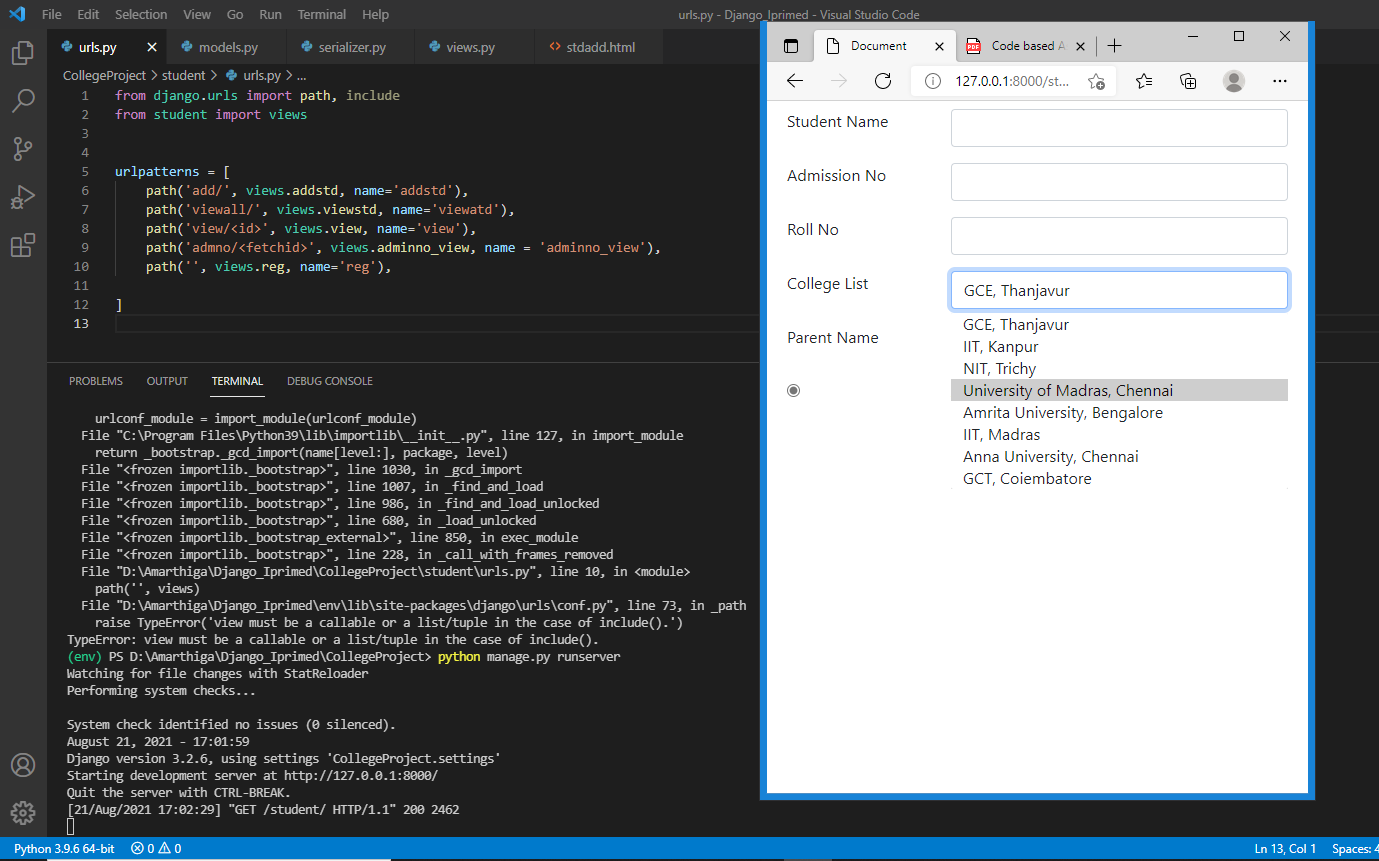 File Edit Selection View Go Run Terminal Help
urls.py - Django_Iprimed - Visual Studio Code
urls.py
models.py
serializer.py
views.py
stdadd.html
CollegeProject > student > urls.py > ...
1 from django.urls import path, include
2 from student import views
3
4
5 urlpatterns = [
6 path('add/', views.addstd, name='addstd'),
7 path('viewall/', views.viewstd, name='viewatd'),
8 path('view/<id>', views.view, name='view'),
9 path('admno/<fetchid>', views.adminno_view, name = 'adminno_view'),
10 path('', views.reg, name='reg'),
11
12 ]
13
PROBLEMS OUTPUT TERMINAL DEBUG CONSOLE
urlconf_module = import_module(urlconf_module)
File "C:\Program Files\Python39\lib\importlib\__init__.py", line 127, in import_module
return _bootstrap._gcd_import(name[level:], package, level)
File "<frozen importlib._bootstrap>", line 1030, in _gcd_import
File "<frozen importlib._bootstrap>", line 1007, in _find_and_load
File "<frozen importlib._bootstrap>", line 986, in _find_and_load_unlocked
File "<frozen importlib._bootstrap>", line 680, in _load_unlocked
File "<frozen importlib._bootstrap_external>", line 850, in exec_module
File "<frozen importlib._bootstrap>", line 228, in _call_with_frames_removed
File "D:\Amarthiga\Django_Iprimed\CollegeProject\student\urls.py", line 10, in <module>
path('', views)
File "D:\Amarthiga\Django_Iprimed\env\lib\site-packages\django\urls\conf.py", line 73, in _path
raise TypeError('view must be a callable or a list/tuple in the case of include().')
TypeError: view must be a callable or a list/tuple in the case of include().
(env) PS D:\Amarthiga\Django_Iprimed\CollegeProject> python manage.py runserver
Watching for file changes with StatReloader
Performing system checks...
System check identified no issues (0 silenced).
August 21, 2021 - 17:01:59
Django version 3.2.6, using settings 'CollegeProject.settings'
Starting development server at http://127.0.0.1:8000/
Quit the server with CTRL-BREAK.
[21/Aug/2021 17:02:29] "GET /student/ HTTP/1.1" 200 2462
Document
PDF Code based A
127.0.0.1:8000/st...
Student Name
Admission No
Roll No
College List
GCE, Thanjavur
GCE, Thanjavur
Parent Name
IIT, Kanpur
NIT, Trichy
University of Madras, Chennai
Amrita University, Bengalore
IIT, Madras
Anna University, Chennai
GCT, Coiembatore
Python 3.9.6 64-bit 0 0
Ln 13, Col 1 Spaces: 4